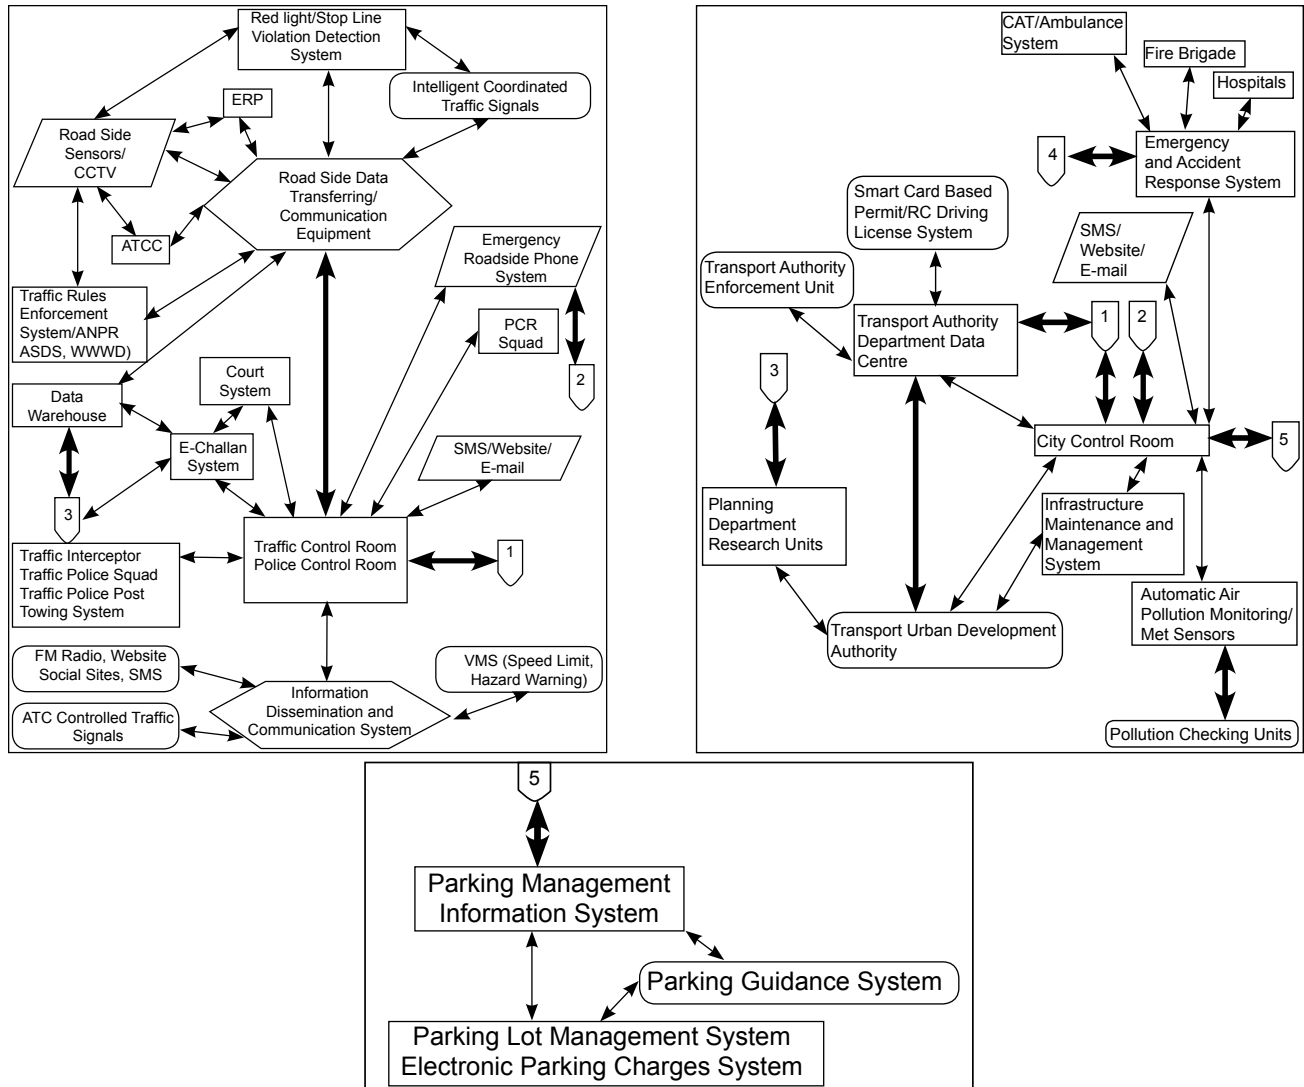 Red light/Stop Line
Violation Detection
System
Intelligent Coordinated
Traffic Signals
ERP
Road Side
Sensors/
CCTV
Road Side Data
Transferring/
Communication
Equipment
ATCC
Emergency
Roadside Phone
System
Traffic Rules
Enforcement
System/ANPR
ASDS, WWWD)
PCR
Squad
2
Court
System
Data
Warehouse
E-Challan
System
SMS/Website/
E-mail
3
Traffic Interceptor
Traffic Police Squad
Traffic Police Post
Towing System
Traffic Control Room
Police Control Room
1
FM Radio, Website
Social Sites, SMS
VMS (Speed Limit,
Hazard Warning)
Information
Dissemination and
Communication System
ATC Controlled Traffic
Signals
CAT/Ambulance
System
Fire Brigade
Hospitals
4
Emergency
and Accident
Response System
Smart Card Based
Permit/RC Driving
License System
SMS/
Website/
E-mail
Transport Authority
Enforcement Unit
Transport Authority
Department Data
Centre
1
2
3
City Control Room
5
Planning
Department
Research Units
Infrastructure
Maintenance and
Management
System
Automatic Air
Pollution Monitoring/
Met Sensors
Transport Urban Development
Authority
Pollution Checking Units
5
Parking Management
Information System
Parking Guidance System
Parking Lot Management System
Electronic Parking Charges System